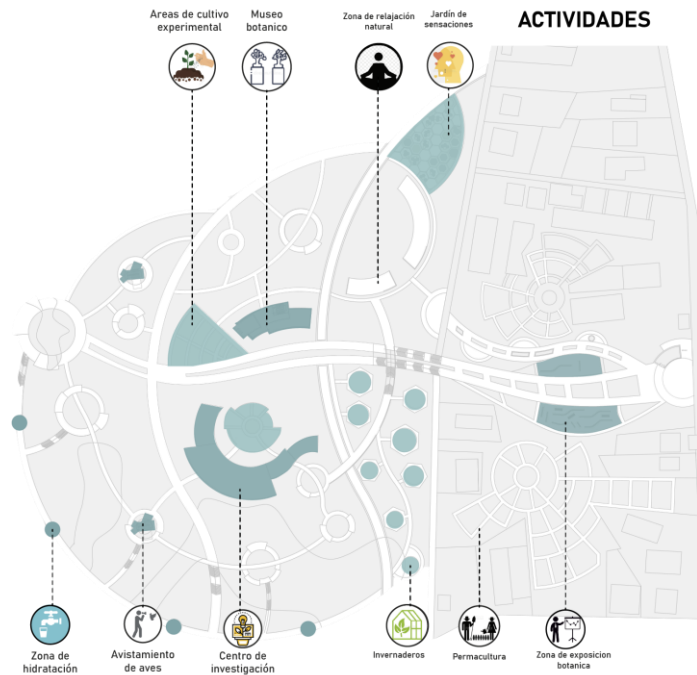 ACTIVIDADES
Areas de cultivo
experimental
Museo
botanico
Zona de relajación
natural
Jardín de
sensaciones
Zona de
hidratación
Avistamiento
de aves
Centro de
investigación
Invernaderos
Permacultura
Zona de exposicion
botanica